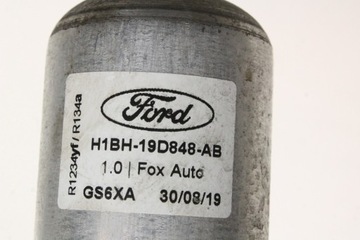 Ford
R1234yf / R134a
H1BH-19D848-AB
1.0 | Fox Auto
GS6XA 30/08/19